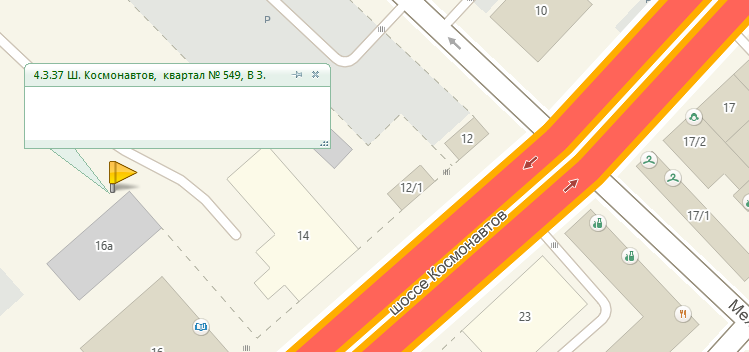 10
P
4.3.37 Ш. Космонавтов, квартал № 549, В 3.
17
12
17/2
12/1
17/1
14
16а
шоссе Космонавтов
23
16